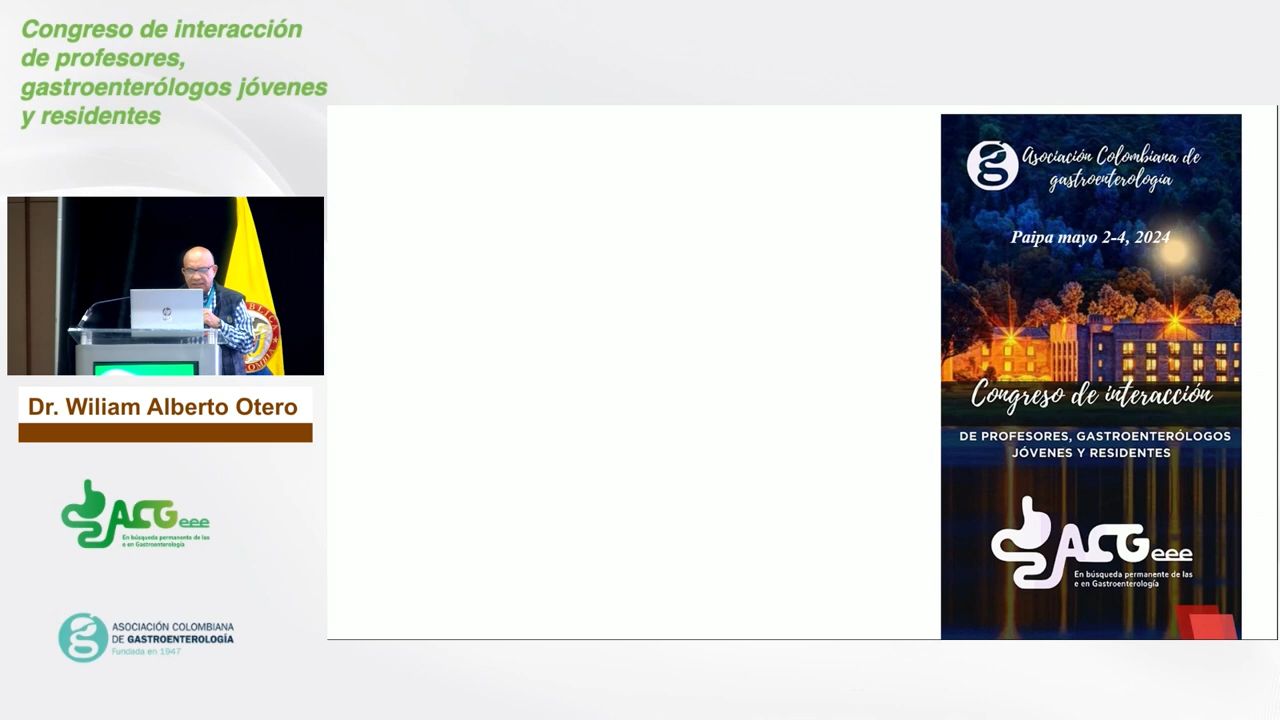 Congreso de interacción
de profesores,
gastroenterólogos jóvenes
y residentes
Dr. Wiliam Alberto Otero
ACGeee
En búsqueda permanente de las
e en Gastroenterología
ASOCIACIÓN COLOMBIANA
DE GASTROENTEROLOGÍA
Fundada en 1947
Asociación Colombiana de
gastroenterología
Paipa mayo 2-4, 2024
Congreso de interacción
DE PROFESORES, GASTROENTERÓLOGOS
JÓVENES Y RESIDENTES
ACGeee
En búsqueda permanente de las
e en Gastroenterología